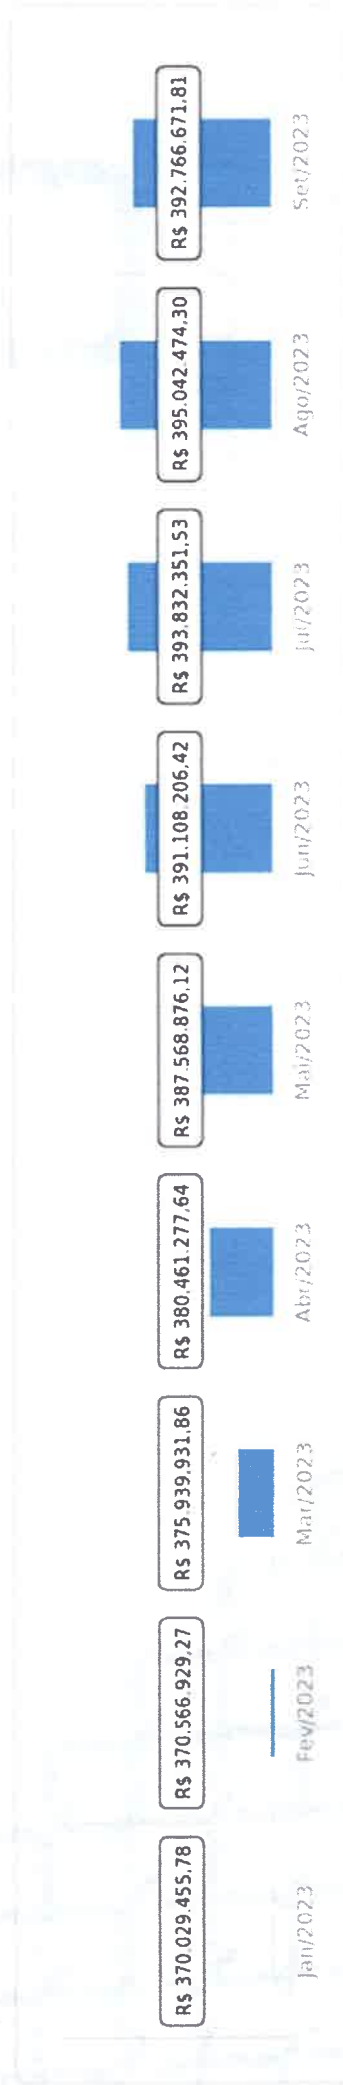 R$ 370.029.455,78
R$ 370.566.929,27
R$ 375.939.931,86
R$ 380.461.277,64
R$ 387.568.876,12
R$ 391.108.206,42
R$ 393.832.351,53
R$ 395.042.474,30
R$ 392.766.671,81
Jan/2023
Fev/2023
Mar/2023
Abr/2023
Mai/2023
Jun/2023
Jul/2023
Ago/2023
Set/2023